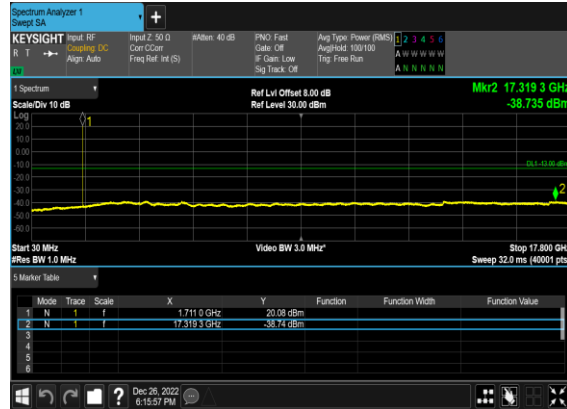 Spectrum Analyzer 1
Swept SA
+
KEYSIGHT Input: RF Input Z: 50 Ω #Atten: 40 dB PNO: Fast Avg Type: Power (RMS) 1 2 3 4 5 6
R T Coupling: DC Corr CCorr Gate: Off Avg|Hold: 100/100 A W W W W W
Align: Auto Freq Ref: Int (S) IF Gain: Low Trig: Free Run
Sig Track: Off A N N N N N
1 Spectrum Ref Lvl Offset 8.00 dB Mkr2 17.319 3 GHz
Scale/Div 10 dB Ref Level 30.00 dBm -38.735 dBm
Log
1
20.0
10.0
0.00
-10.0
DL1 -13.00 dBm
-20.0
-30.0
2
-40.0
-50.0
-60.0
Start 30 MHz Video BW 3.0 MHz* Stop 17.800 GHz
#Res BW 1.0 MHz Sweep 32.0 ms (40001 pts)
5 Marker Table
Mode Trace Scale X Y Function Function Width Function Value
1 N 1 f 1.711 0 GHz 20.08 dBm
2 N 1 f 17.319 3 GHz -38.74 dBm
3
4
5
6
? Dec 26, 2022
6:15:57 PM